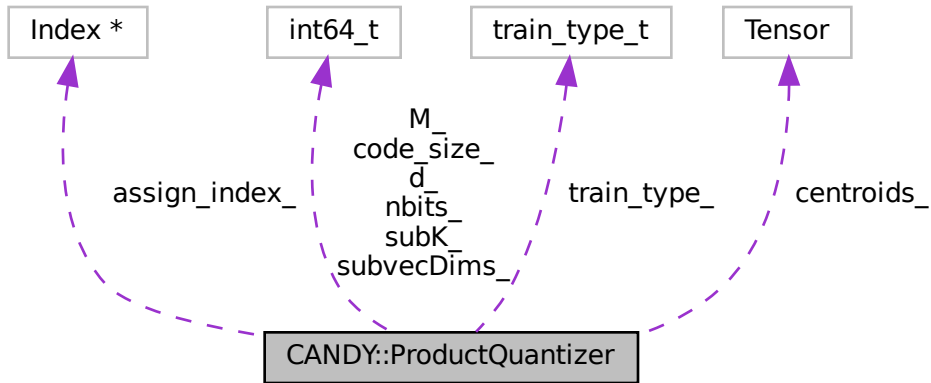 Index *
int64_t
train_type_t
Tensor
M_
code_size_
d_
nbits_
subK_
subvecDims_
assign_index_
train_type_
centroids_
CANDY::ProductQuantizer